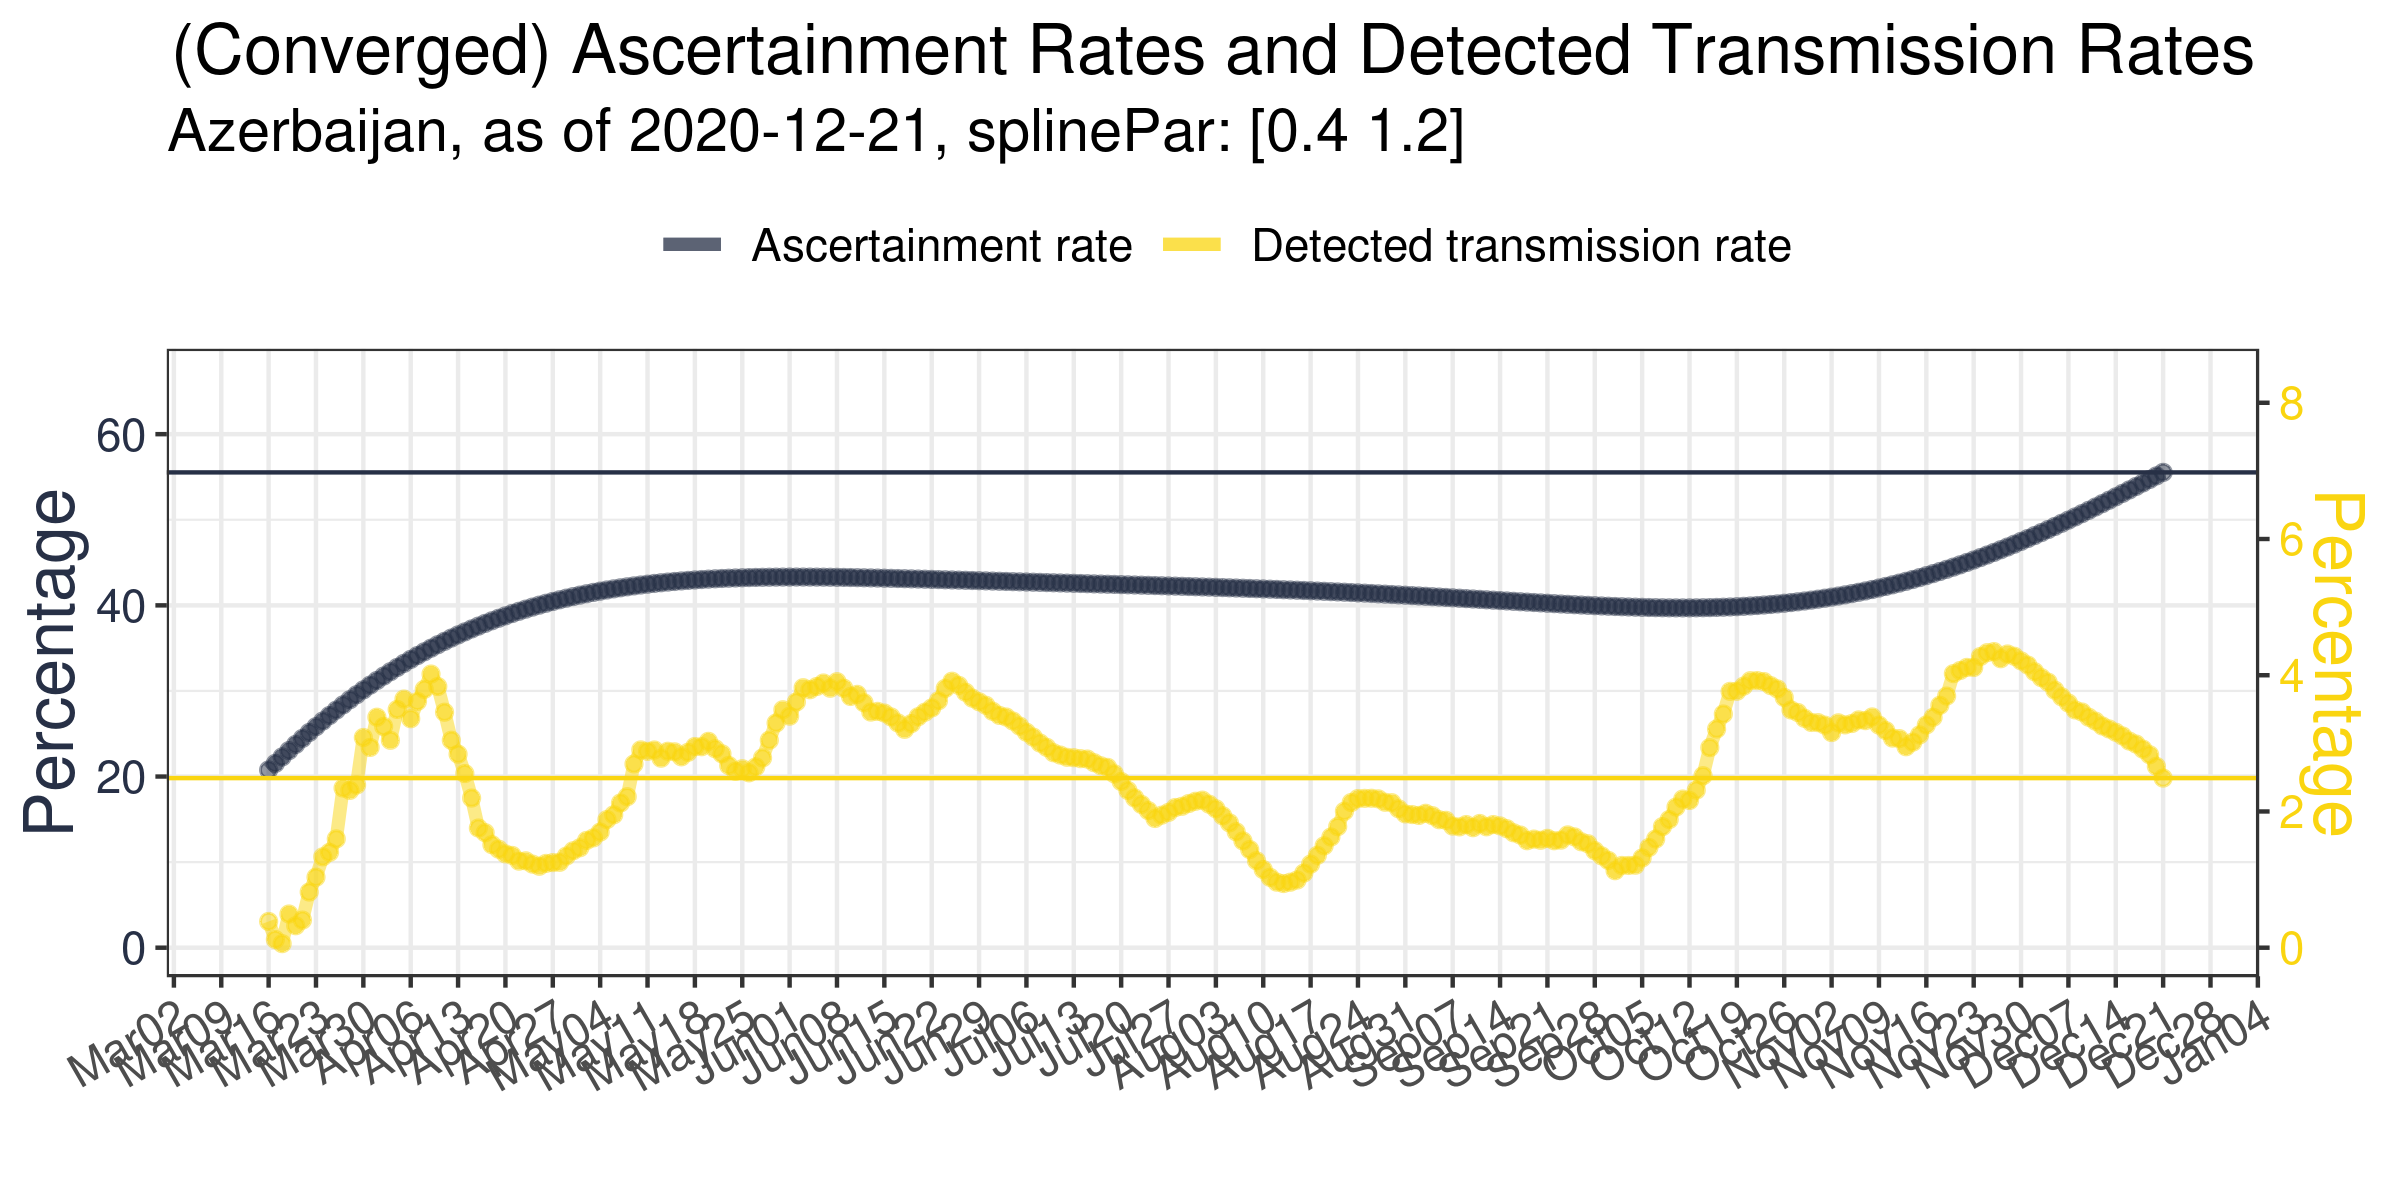 (Converged) Ascertainment Rates and Detected Transmission Rates
Azerbaijan, as of 2020-12-21, splinePar: [0.4 1.2]
Ascertainment rate
Detected transmission rate
Percentage
60
40
20
0
8
6
4
2
0
Percentage
Mar02
Mar09
Mar16
Mar23
Mar30
Apr06
Apr13
Apr20
Apr27
May04
May11
May18
May25
Jun01
Jun08
Jun15
Jun22
Jun29
Jul06
Jul13
Jul20
Jul27
Aug03
Aug10
Aug17
Aug24
Aug31
Sep07
Sep14
Sep21
Sep28
Oct05
Oct12
Oct19
Oct26
Nov02
Nov09
Nov16
Nov23
Nov30
Dec07
Dec14
Dec21
Dec28
Jan04